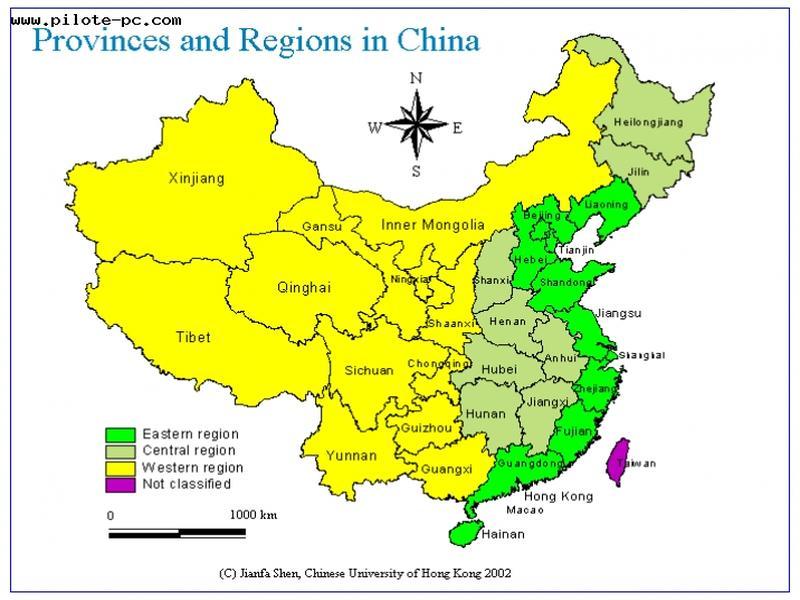 www.pilote-pc.com
Provinces and Regions in China
N
W E
S
Heilongjiang
Jilin
Xinjiang
Liaoning
Beijing
Gansu
Inner Mongolia
Tianjin
Hebei
Ningxia
Shanxi
Shandong
Qinghai
Jiangsu
Henan
Shaanxi
Tibet
Shanghai
Anhui
Chongqing
Sichuan
Hubei
Zhejiang
Jiangxi
Hunan
Guizhou
Fujian
Eastern region
Central region
Western region
Not classified
Yunnan
Guangxi
Guangdong
Taiwan
Hong Kong
Macao
Hainan
0 1000 km
(C) Jianfa Shen, Chinese University of Hong Kong 2002